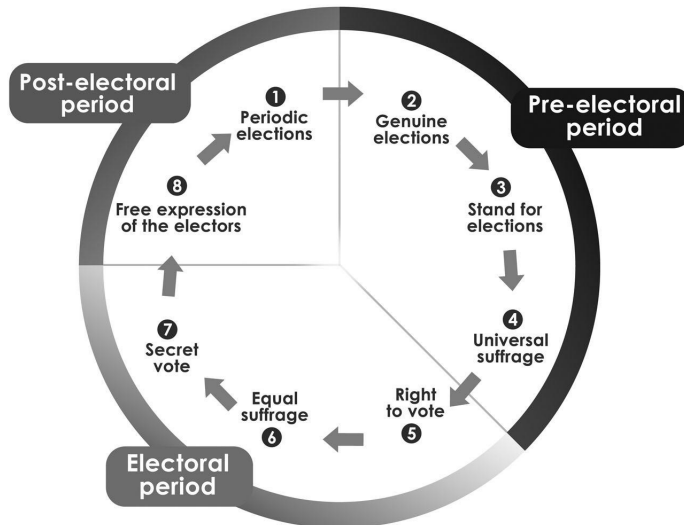 Post-electoral
period
Pre-electoral
period
Electoral
period
1
Periodic
elections
2
Genuine
elections
3
Stand for
elections
4
Universal
suffrage
Right
to vote
5
Equal
suffrage
6
7
Secret
vote
8
Free expression
of the electors